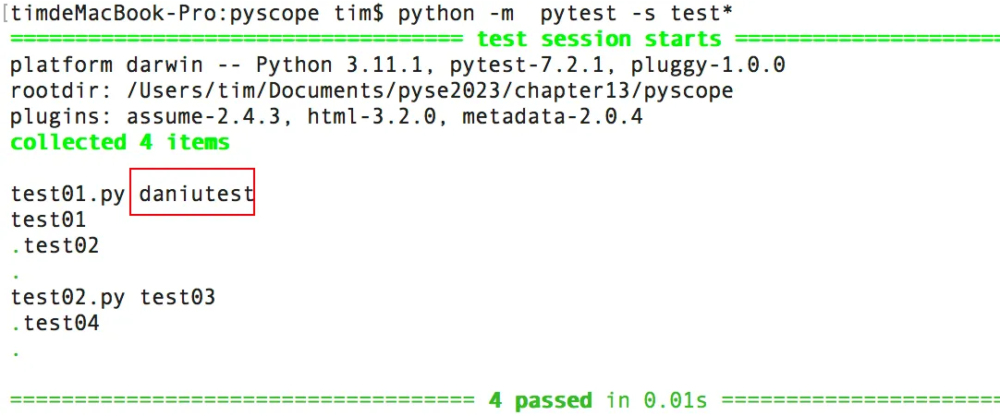 [timdeMacBook-Pro:pyscope tim$ python -m  pytest -s test*
=================================== test session starts =====================
platform darwin -- Python 3.11.1, pytest-7.2.1, pluggy-1.0.0
rootdir: /Users/tim/Documents/pyse2023/chapter13/pyscope
plugins: assume-2.4.3, html-3.2.0, metadata-2.0.4
collected 4 items
test01.py daniutest
test01
.test02
.
test02.py test03
.test04
.
==================================== 4 passed in 0.01s ======================